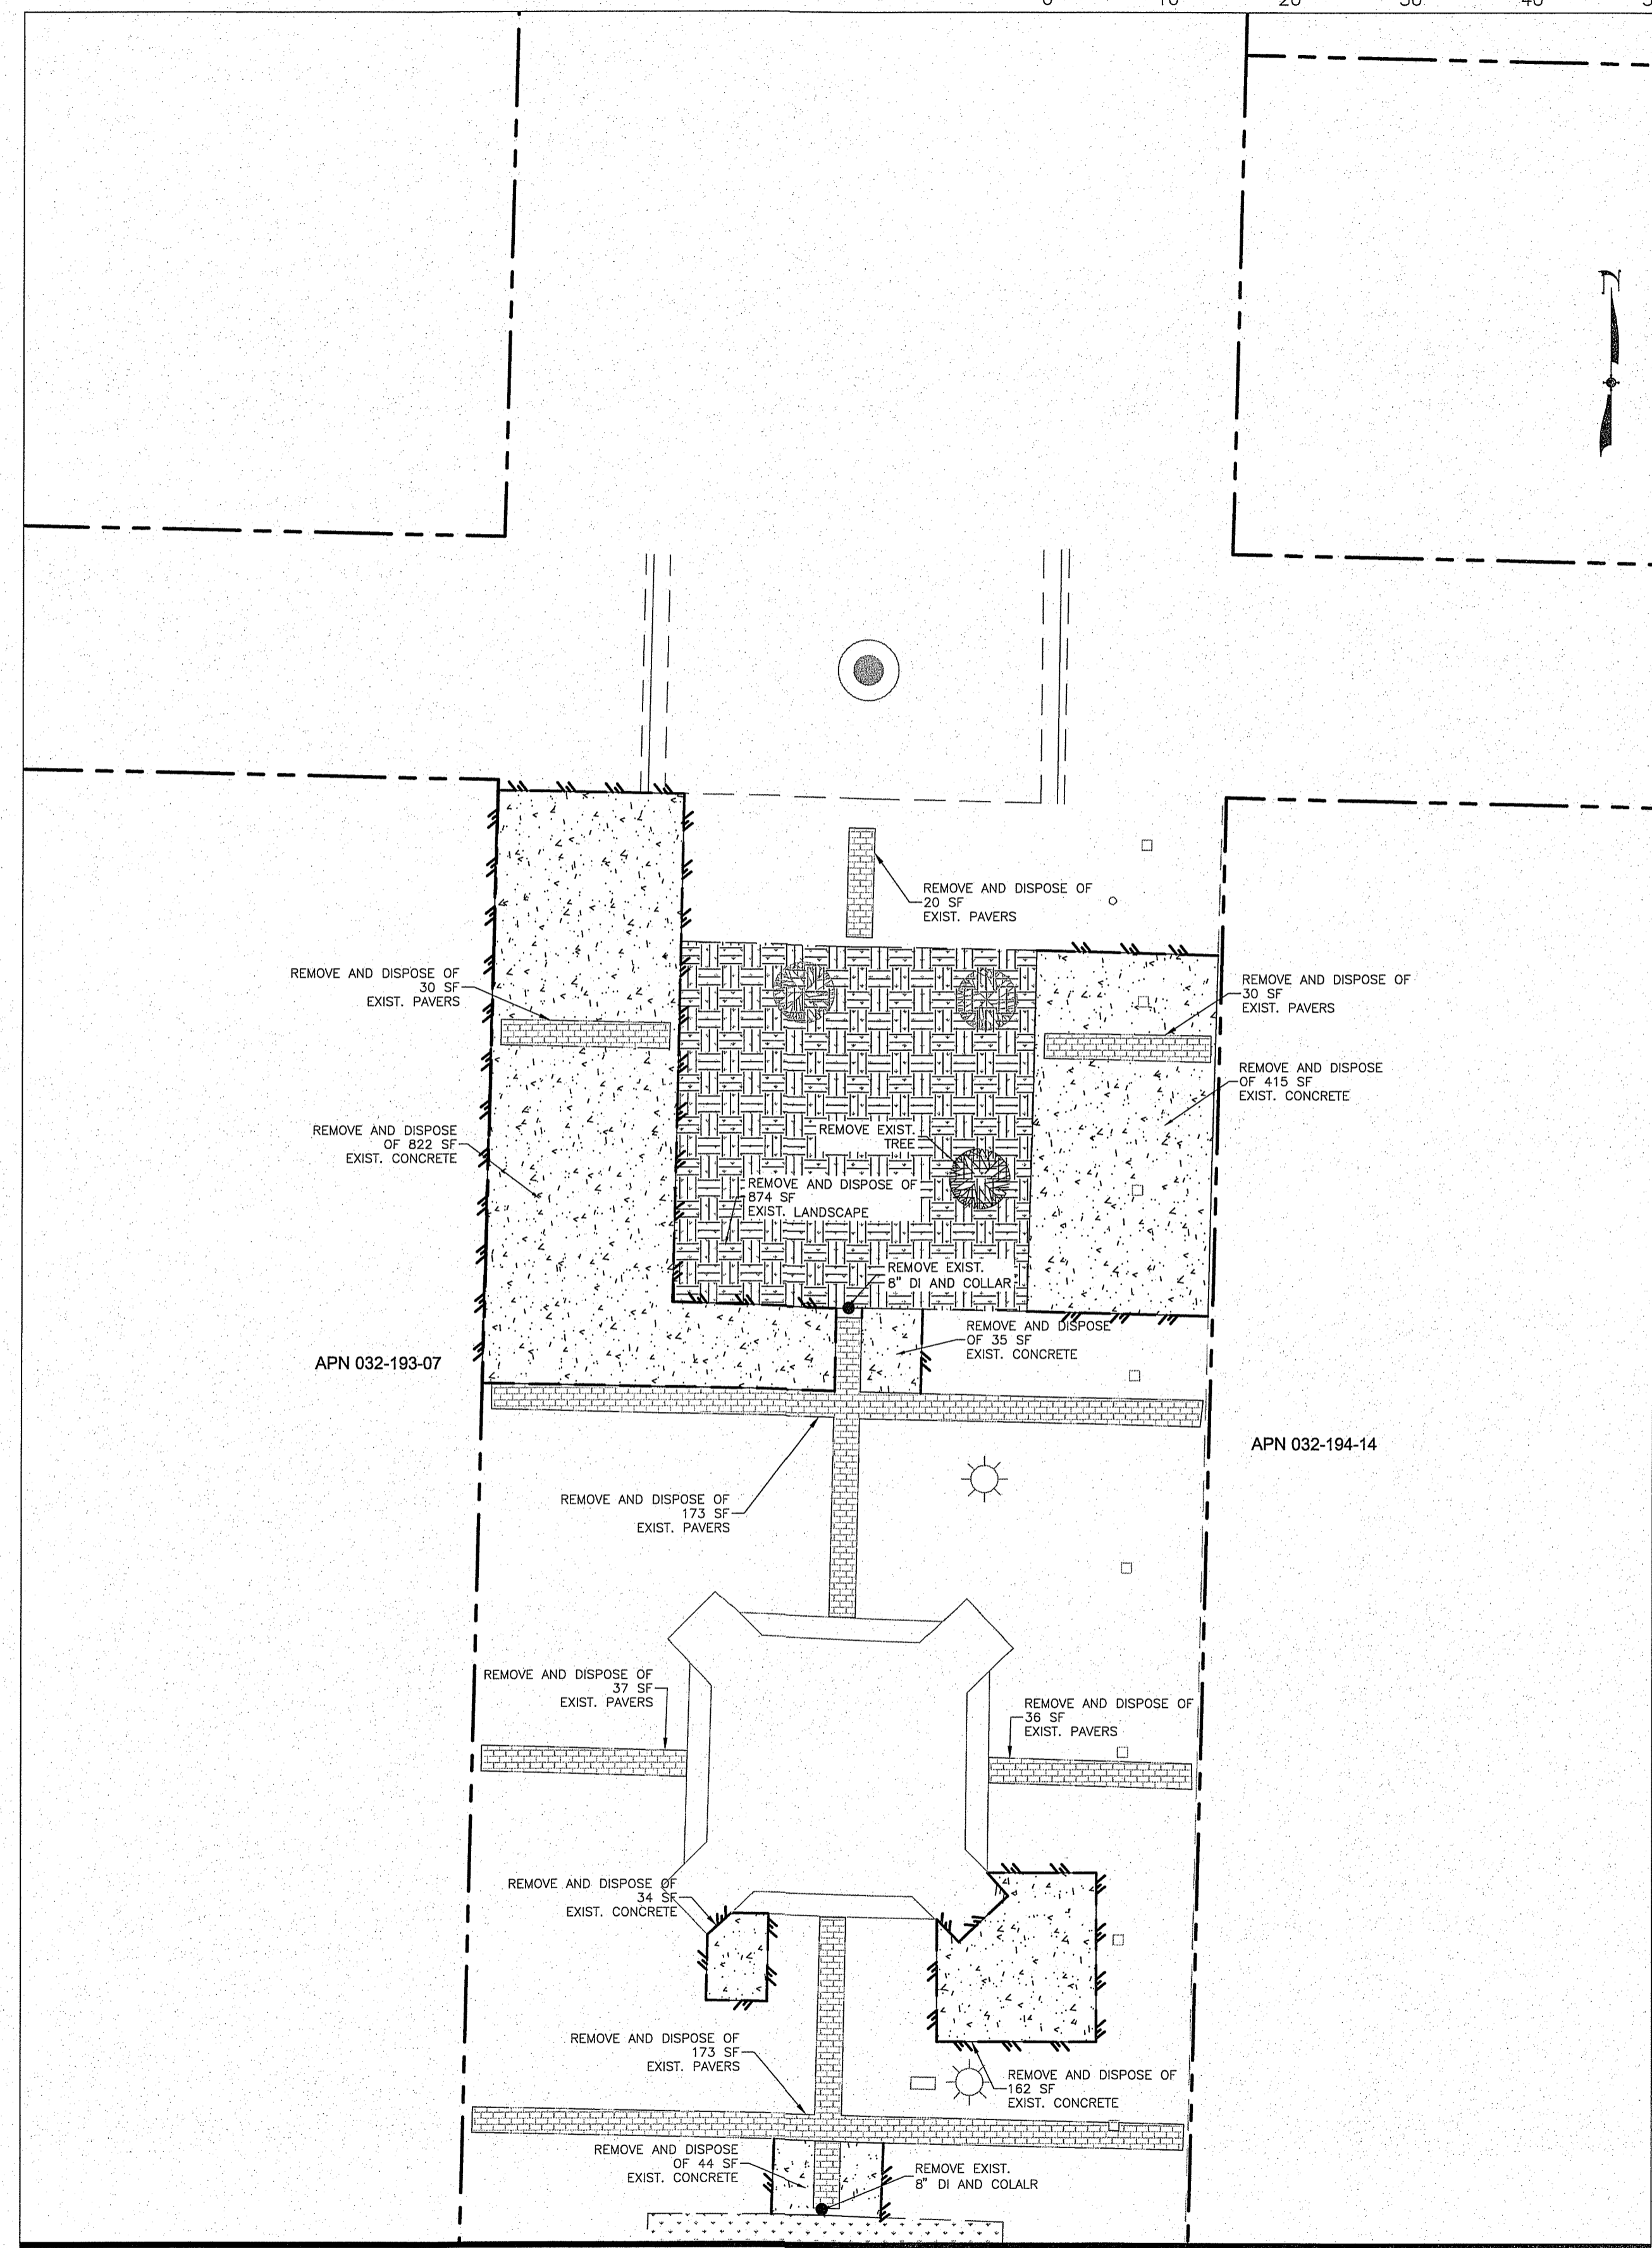 0 10 20 30 40
N
REMOVE AND DISPOSE OF
20 SF
EXIST. PAVERS
REMOVE AND DISPOSE OF
30 SF
EXIST. PAVERS
REMOVE AND DISPOSE OF
30 SF
EXIST. PAVERS
REMOVE AND DISPOSE
OF 415 SF
EXIST. CONCRETE
REMOVE AND DISPOSE
OF 822 SF
EXIST. CONCRETE
REMOVE EXIST.
TREE
REMOVE AND DISPOSE OF
874 SF
EXIST. LANDSCAPE
REMOVE EXIST.
8" DI AND COLLAR
REMOVE AND DISPOSE
OF 35 SF
EXIST. CONCRETE
APN 032-193-07
APN 032-194-14
REMOVE AND DISPOSE OF
173 SF
EXIST. PAVERS
REMOVE AND DISPOSE OF
37 SF
EXIST. PAVERS
REMOVE AND DISPOSE OF
36 SF
EXIST. PAVERS
REMOVE AND DISPOSE OF
34 SF
EXIST. CONCRETE
REMOVE AND DISPOSE OF
173 SF
EXIST. PAVERS
REMOVE AND DISPOSE OF
162 SF
EXIST. CONCRETE
REMOVE AND DISPOSE
OF 44 SF
EXIST. CONCRETE
REMOVE EXIST.
8" DI AND COLALR